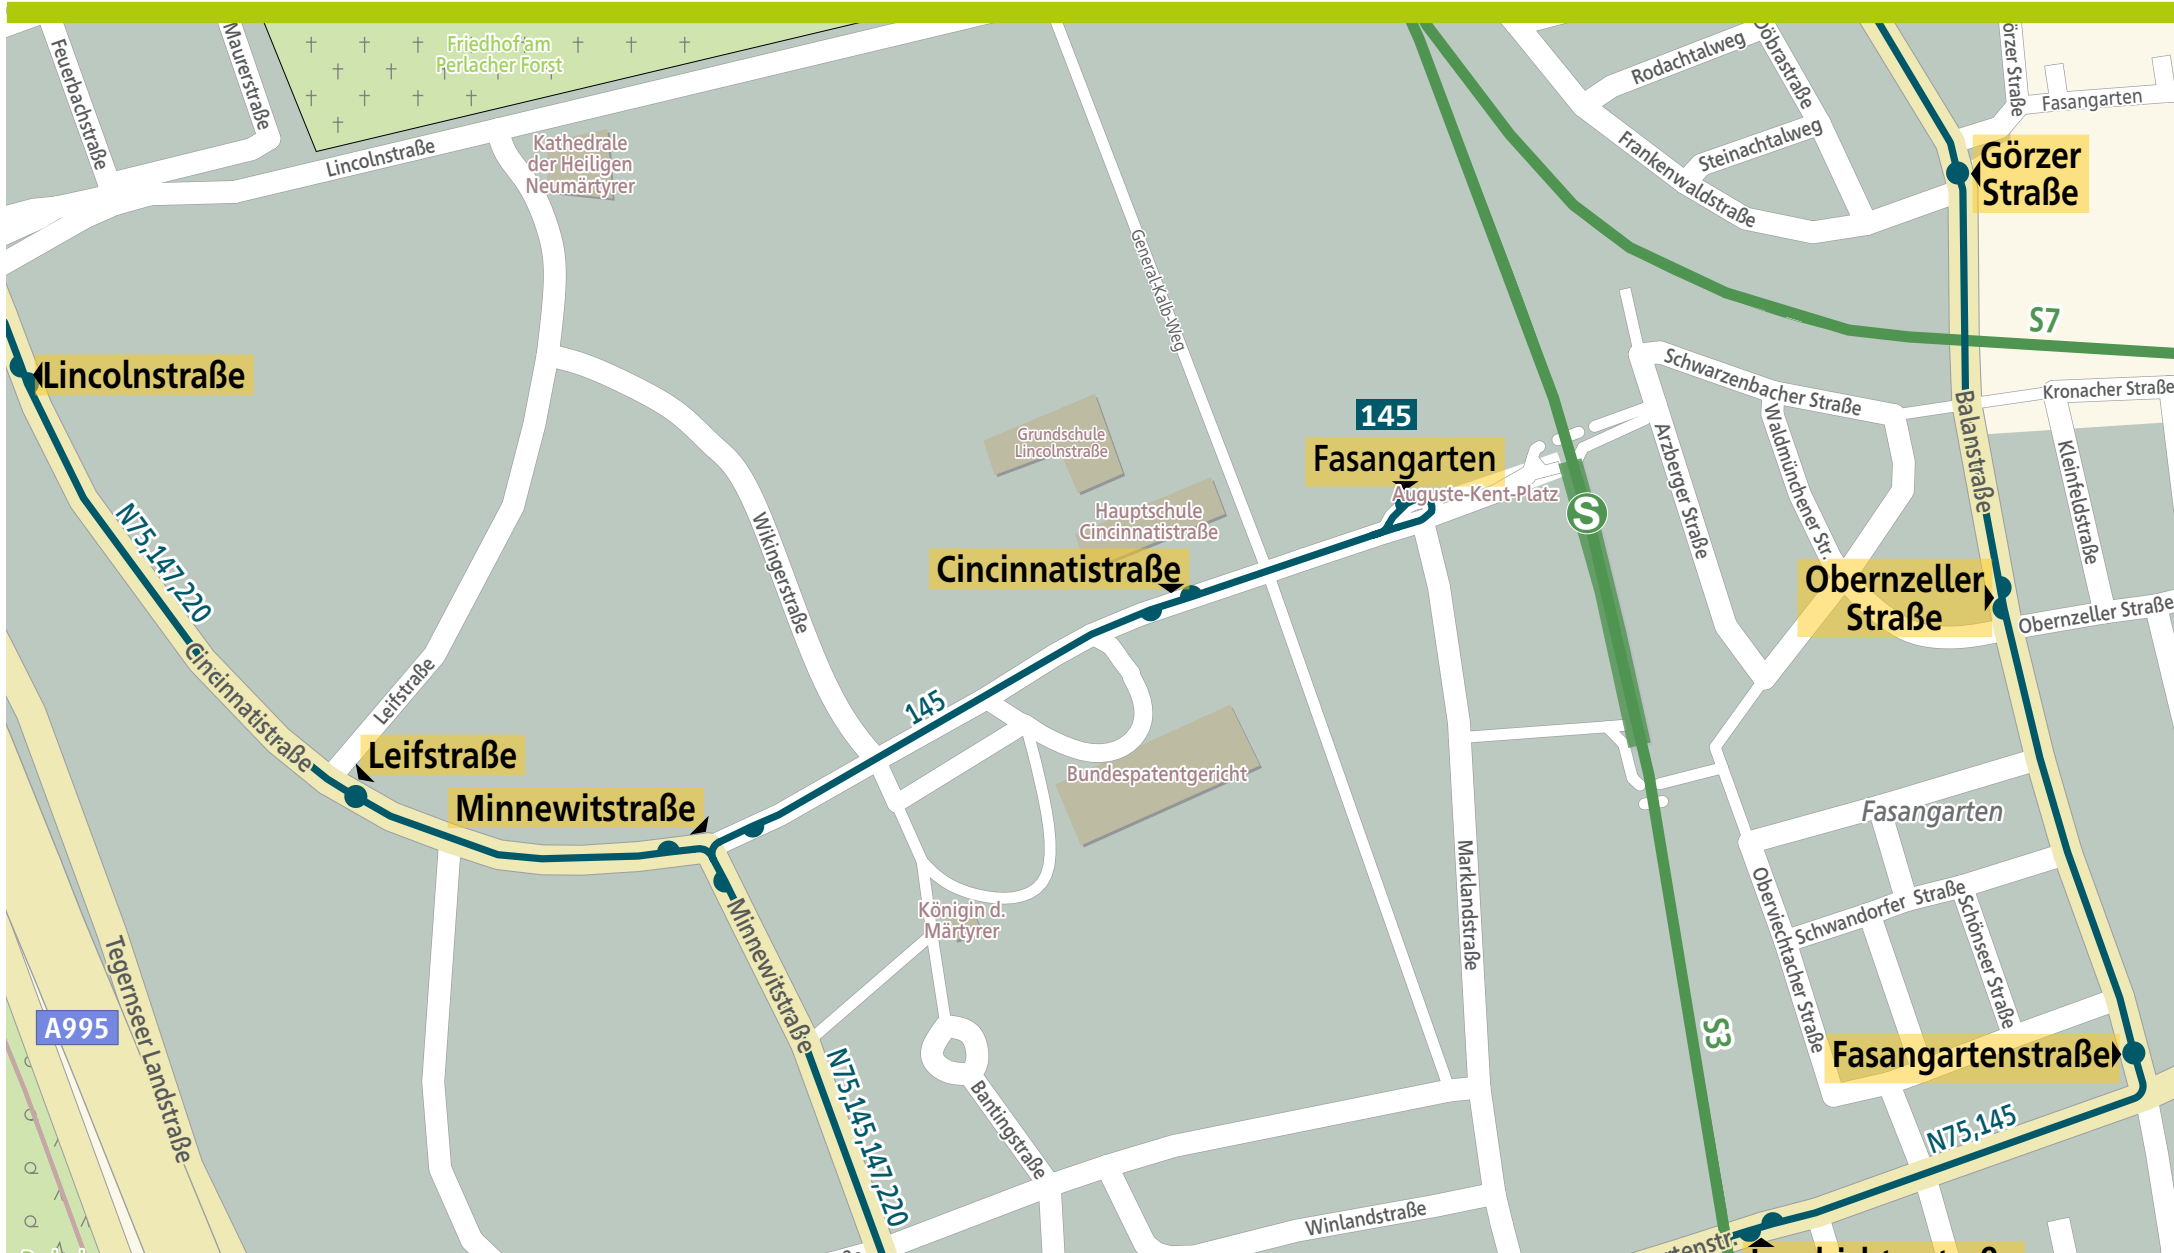 Feuerbachstraße
Maurerstraße
Friedhof am
Perlacher Forst
Lincolnstraße
Kathedrale
der Heiligen
Neumärtyrer
General-Kalb-Weg
Rodachtalweg
Döbrastraße
Steinachtalweg
Frankenwaldstraße
Fasangarten
Görzer
Straße
S7
Lincolnstraße
Schwarzenbacher Straße
Kronacher Straße
Balanstraße
Waldmünchener Str.
Arzberger Straße
Kleinfeldstraße
145
Fasangarten
Auguste-Kent-Platz
S
Grundschule
Lincolnstraße
Hauptschule
Cincinnatistraße
Cincinnatistraße
Wikingerstraße
N75,147,220
Cincinnatistraße
Obernzeller
Straße
Obernzeller Straße
Leifstraße
145
Leifstraße
Minnewitstraße
Bundespatentgericht
Fasangarten
Marklandstraße
Oberviechtacher Straße
Schwandorfer Straße
Schönseer Straße
Königin d.
Märtyrer
Minnewitstraße
Tegernseer Landstraße
A995
S3
Fasangartenstraße
N75,145,147,220
Bantingstraße
N75,145
Winlandstraße